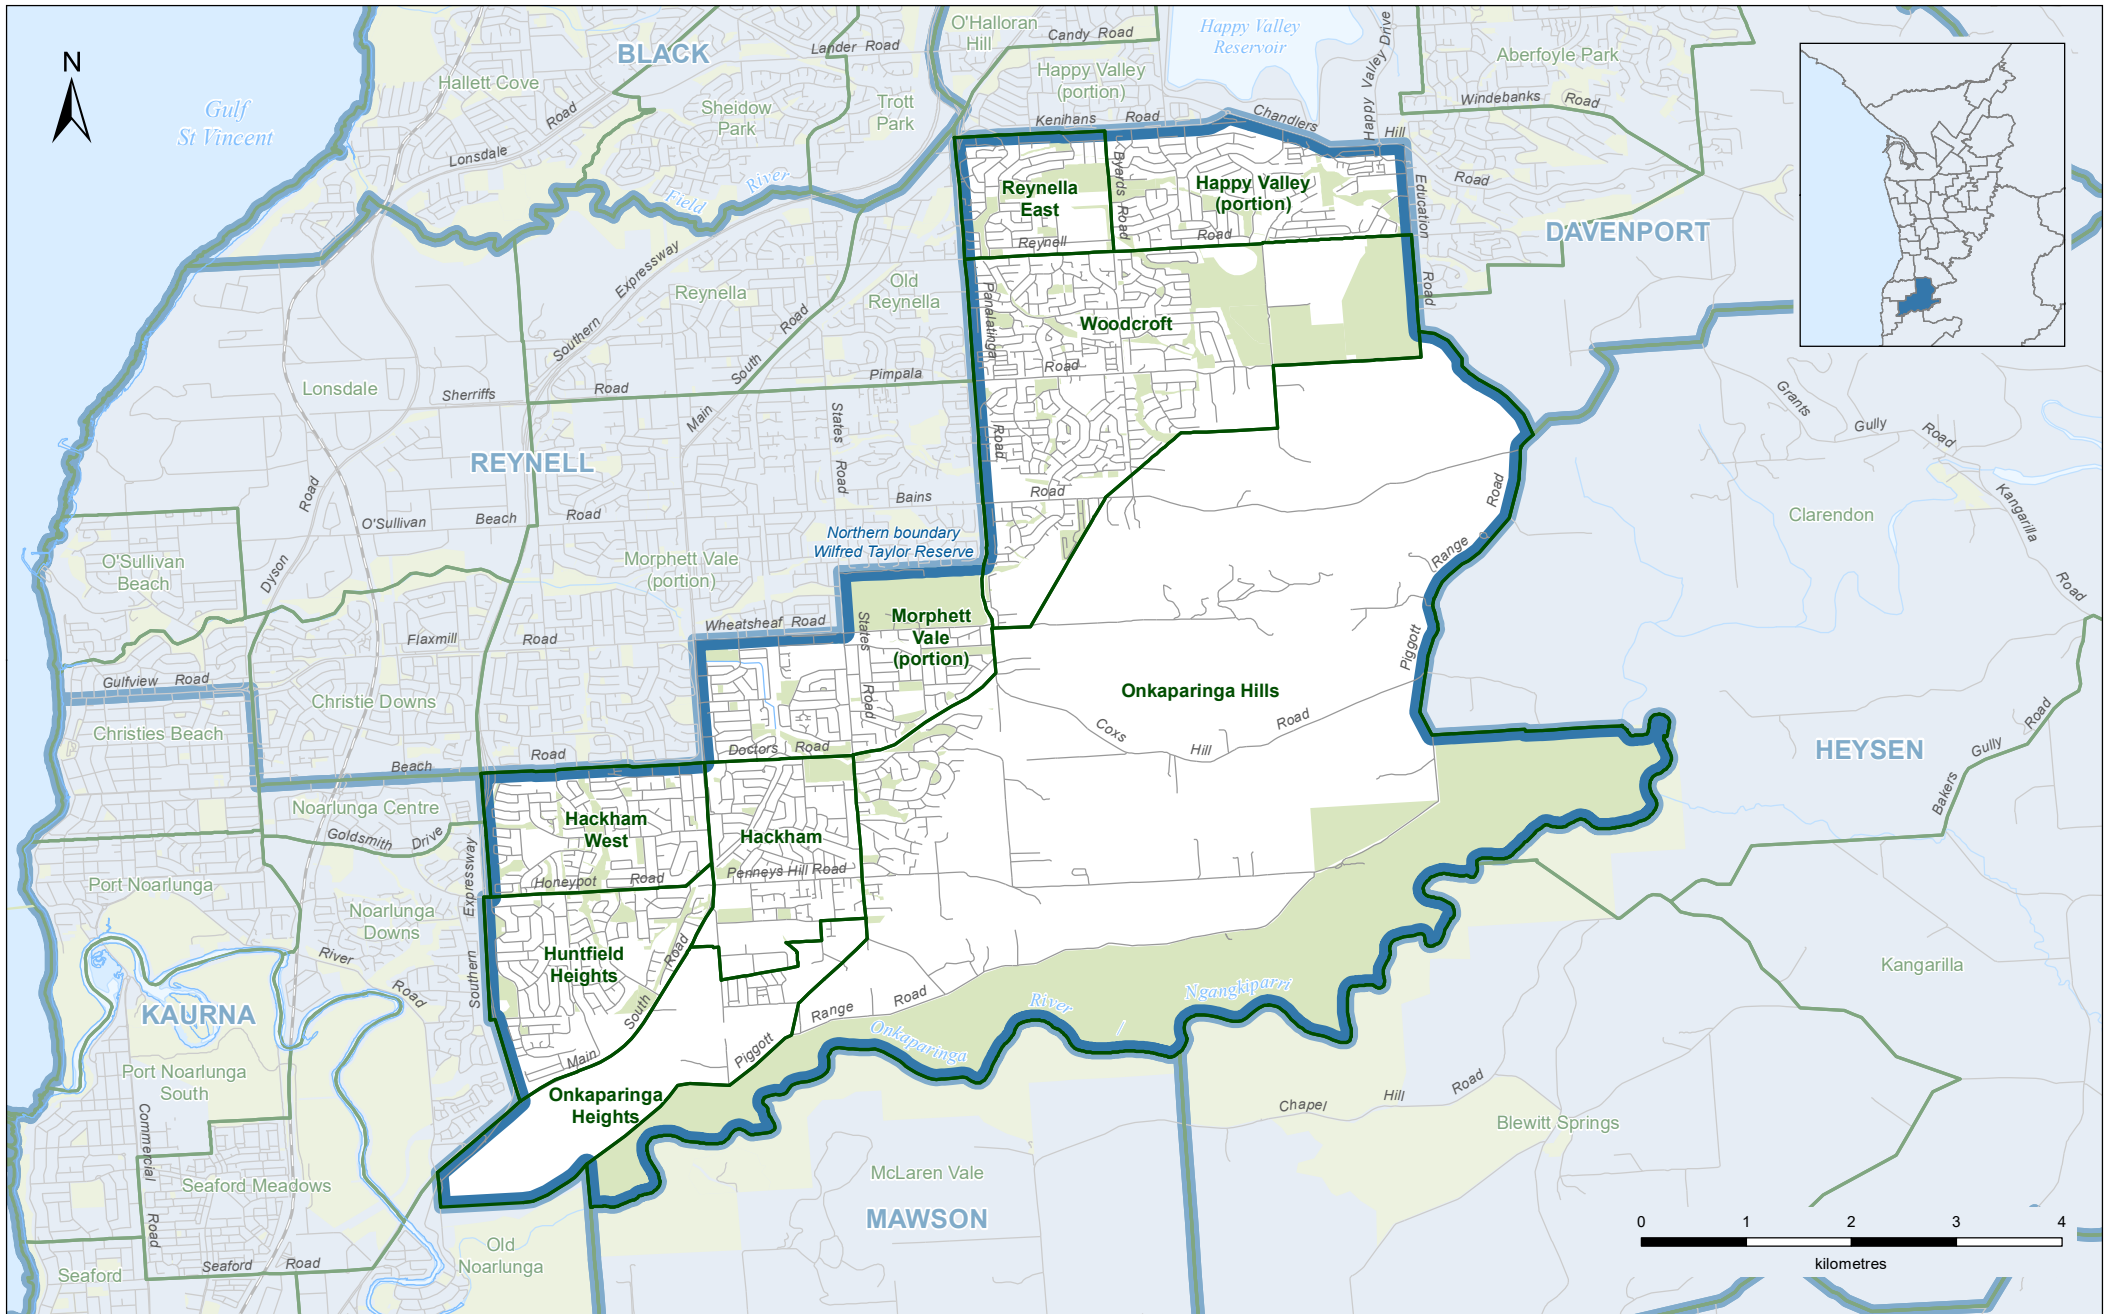 N
Gulf
St Vincent
BLACK
Hallett Cove
Lonsdale
Road
Sheidow
Park
Trott
Park
Lander Road
O'Halloran
Hill
Candy Road
Happy Valley
(portion)
Happy Valley
Reservoir
Happy Valley Drive
Aberfoyle Park
Windebanks Road
Kenihans Road
Chandlers
Hill
Road
Education
Road
DAVENPORT
Field
River
Reynella
East
Byards Road
Happy Valley
(portion)
Reynell
Road
Expressway
Southern
Reynella
Old
Reynella
Main
South
Road
Panalatinga
Road
Woodcroft
Road
Lonsdale
Sherriffs
Road
Pimpala
States
Road
REYNELL
Bains
Road
Grants
Gully
Road
Kangarilla
Road
Clarendon
Road
Range
Piggott
O'Sullivan
Beach
Road
O'Sullivan
Beach
Road
Dyson
Morphett Vale
(portion)
Northern boundary
Wilfred Taylor Reserve
Flaxmill
Road
Wheatsheaf Road
Morphett
Vale
(portion)
States
Road
Gulfview Road
Christie Downs
Christies Beach
Onkaparinga Hills
Coxs
Hill
Road
Doctors Road
Beach
Road
HEYSEN
Bakers
Gully
Road
Noarlunga Centre
Goldsmith Drive
Hackham
West
Hackham
Penneys Hill Road
Honeypot
Road
Port Noarlunga
Noarlunga
Downs
Expressway
Southern
River
Road
Huntfield
Heights
Main
South
Road
KAURNA
Port Noarlunga
South
Piggott
Range
Road
Onkaparinga
River
/
Ngangkiparri
Kangarilla
Onkaparinga
Heights
Commercial
Road
Seaford Meadows
Seaford
Road
Seaford
Old
Noarlunga
McLaren Vale
MAWSON
Chapel
Hill
Road
Blewitt Springs
0 1 2 3 4
kilometres